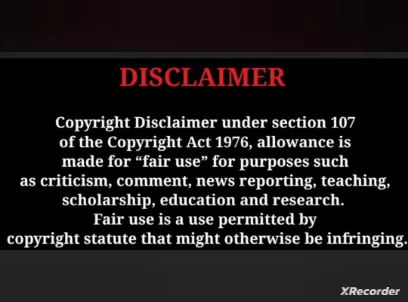 DISCLAIMER
Copyright Disclaimer under section 107
of the Copyright Act 1976, allowance is
made for “fair use” for purposes such
as criticism, comment, news reporting, teaching,
scholarship, education and research.
Fair use is a use permitted by
copyright statute that might otherwise be infringing.
XRecorder